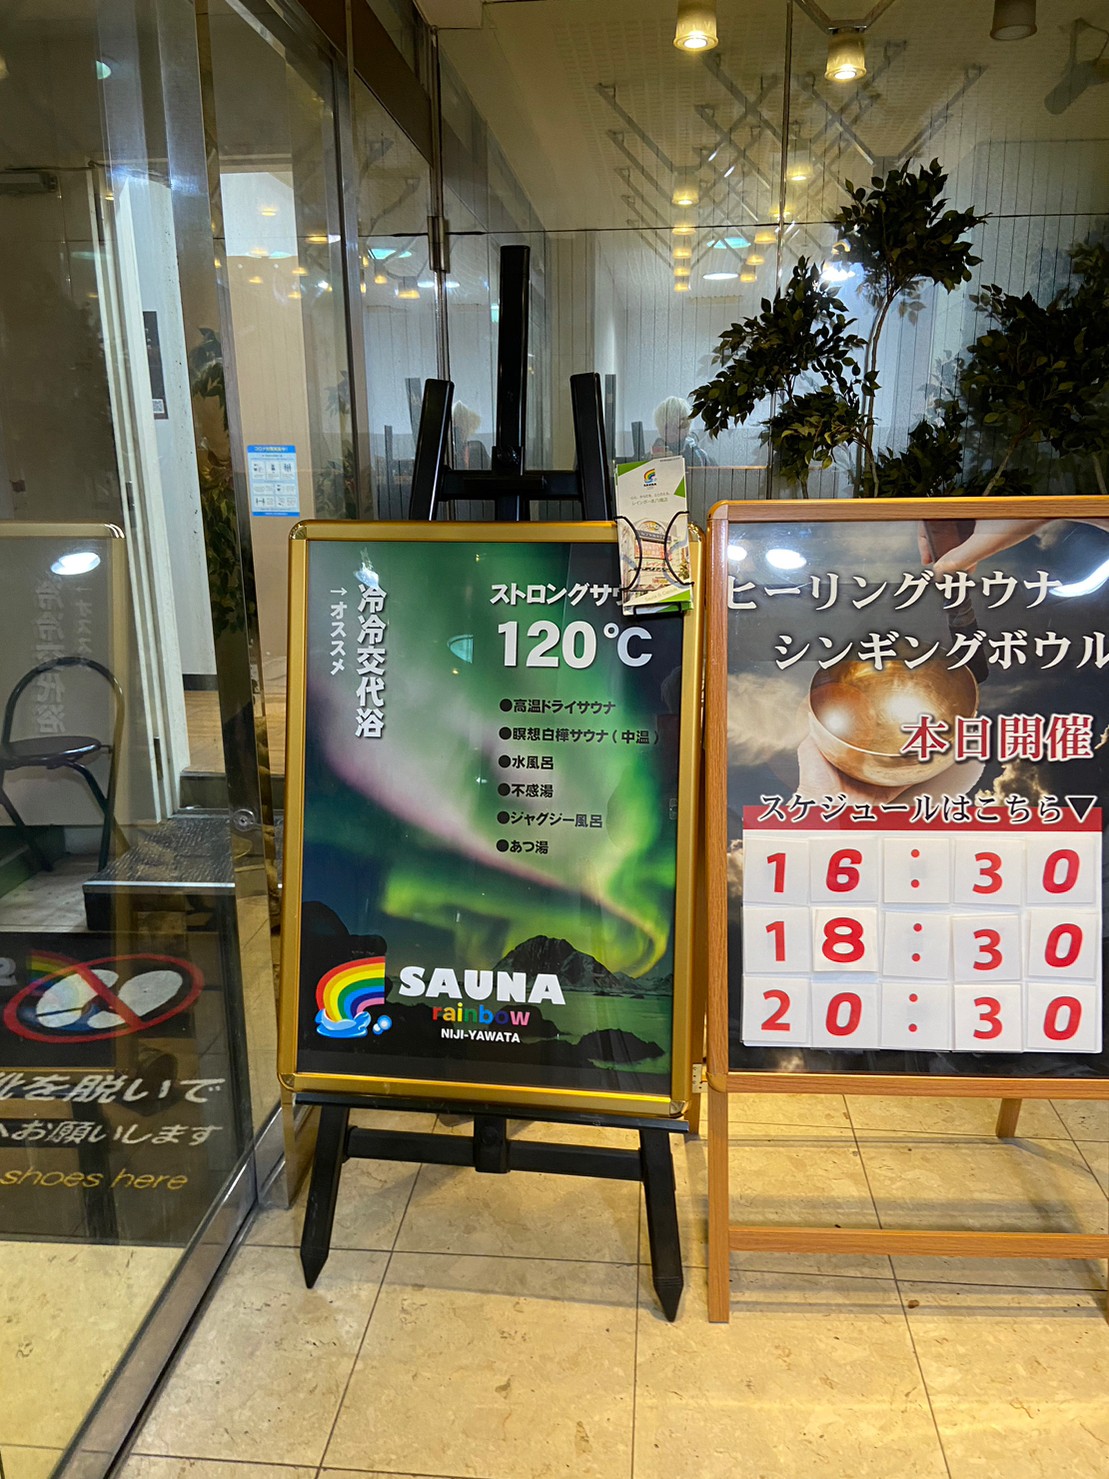 冷冷交代浴
→オススメ
ストロングサウ
120℃
●高温ドライサウナ
●瞑想白樺サウナ(中温)
●水風呂
●不感湯
●ジャグジー風呂
●あつ湯
SAUNA
rainbow
NIJI-YAWATA
SAUNA
ヒーリングサウナ
シンギングボウル
本日開催
スケジュールはこちら▼
16:30
18:30
20:30
靴を脱いで
お願いします
shoes here